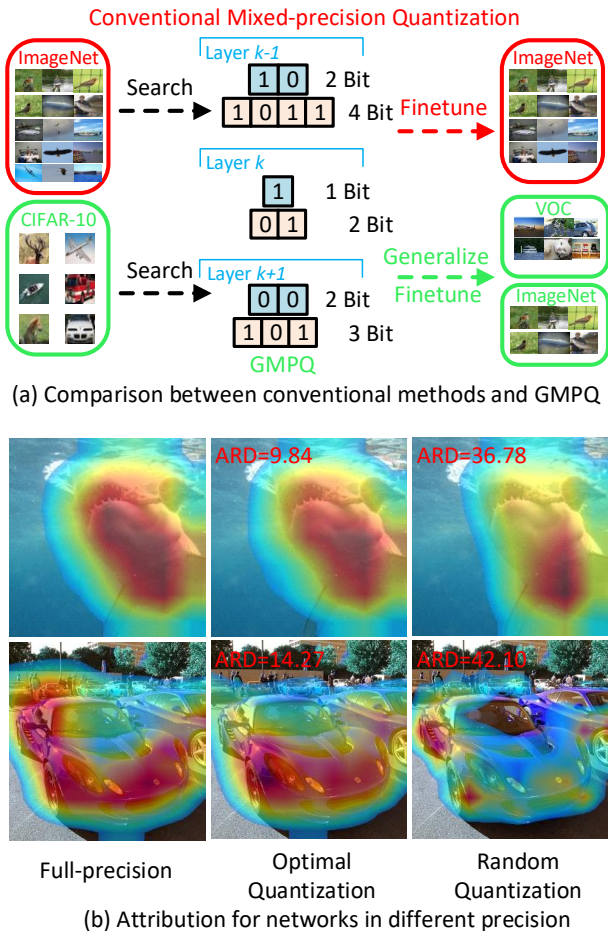 Conventional Mixed-precision Quantization
ImageNet
Search
Layer k-1
1 0 2 Bit
1 0 1 1 4 Bit
Finetune
ImageNet
Layer k
1 1 Bit
0 1 2 Bit
CIFAR-10
Search
Layer k+1
0 0 2 Bit
1 0 1 3 Bit
GMPQ
Generalize
Finetune
VOC
ImageNet
(a) Comparison between conventional methods and GMPQ
ARD=9.84
ARD=36.78
ARD=14.27
ARD=42.10
Full-precision
Optimal
Quantization
Random
Quantization
(b) Attribution for networks in different precision